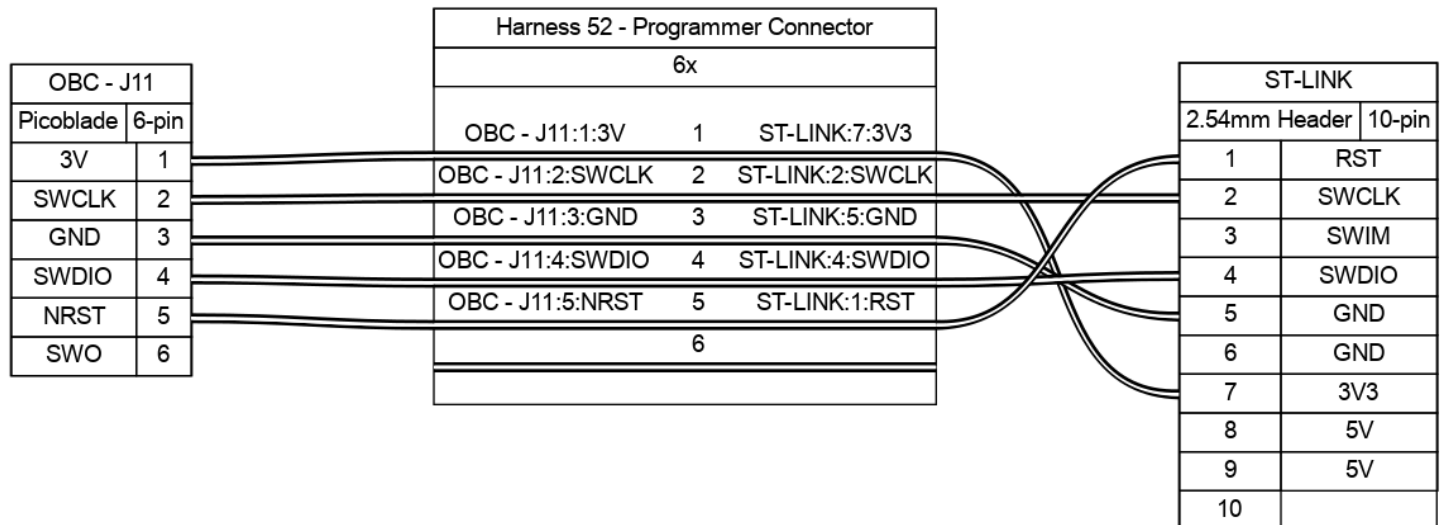 OBC - J11
Picoblade 6-pin
3V 1
SWCLK 2
GND 3
SWDIO 4
NRST 5
SWO 6
Harness 52 - Programmer Connector
6x
OBC - J11:1:3V 1 ST-LINK:7:3V3
OBC - J11:2:SWCLK 2 ST-LINK:2:SWCLK
OBC - J11:3:GND 3 ST-LINK:5:GND
OBC - J11:4:SWDIO 4 ST-LINK:4:SWDIO
OBC - J11:5:NRST 5 ST-LINK:1:RST
6
ST-LINK
2.54mm Header 10-pin
1 RST
2 SWCLK
3 SWIM
4 SWDIO
5 GND
6 GND
7 3V3
8 5V
9 5V
10